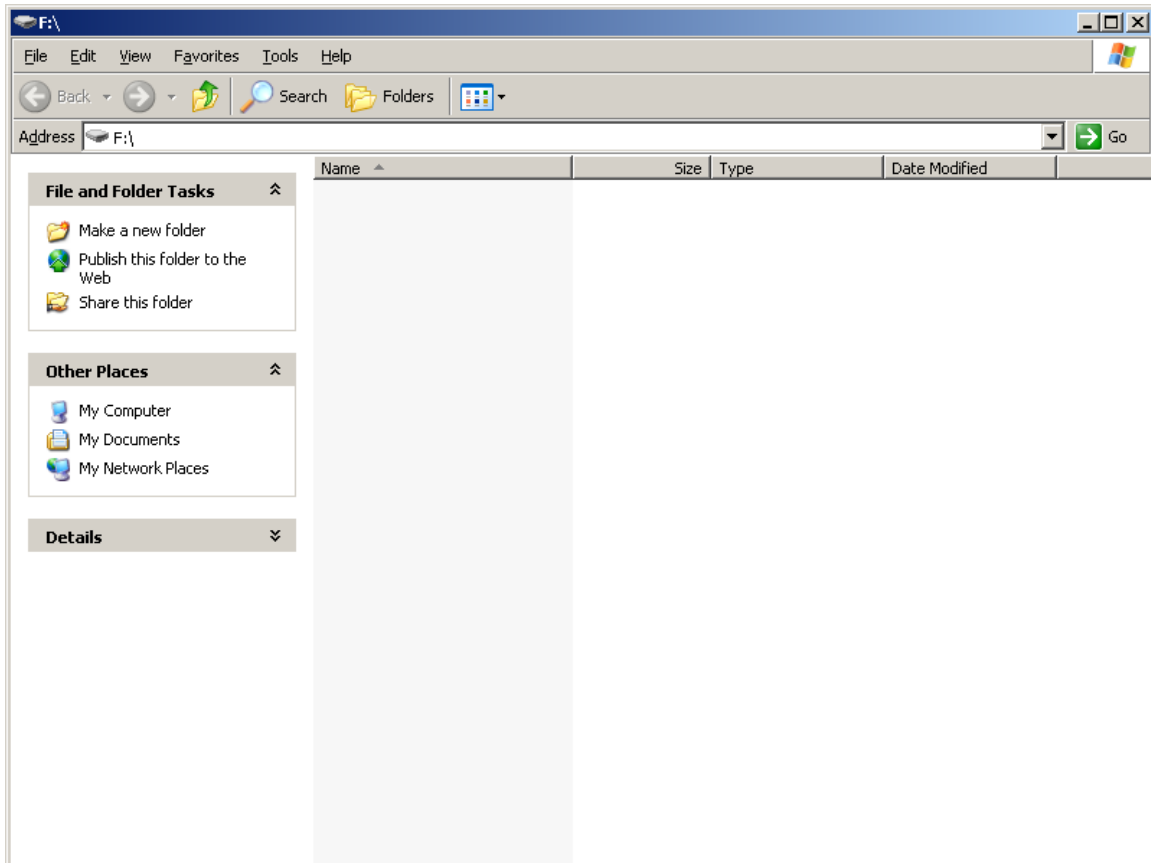 F:\
File Edit View Favorites Tools Help
Back Search Folders
Address F:\ Go
Name Size Type Date Modified
File and Folder Tasks
Make a new folder
Publish this folder to the
Web
Share this folder
Other Places
My Computer
My Documents
My Network Places
Details